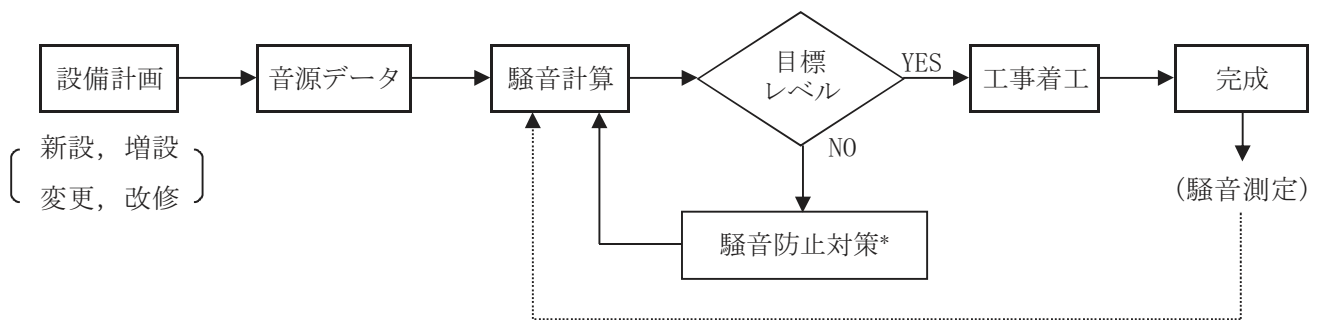 設備計画
音源データ
騒音計算
目標
レベル
YES
工事着工
完成
NO
新設，増設
変更，改修
(騒音測定)
騒音防止対策*